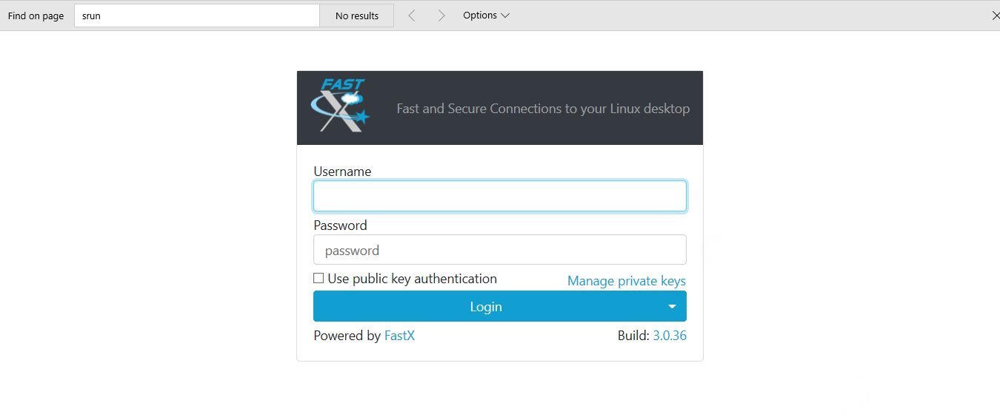 Find on page srun No results Options
FAST
X
Fast and Secure Connections to your Linux desktop
Username
Password
password
Use public key authentication Manage private keys
Login
Powered by FastX Build: 3.0.36